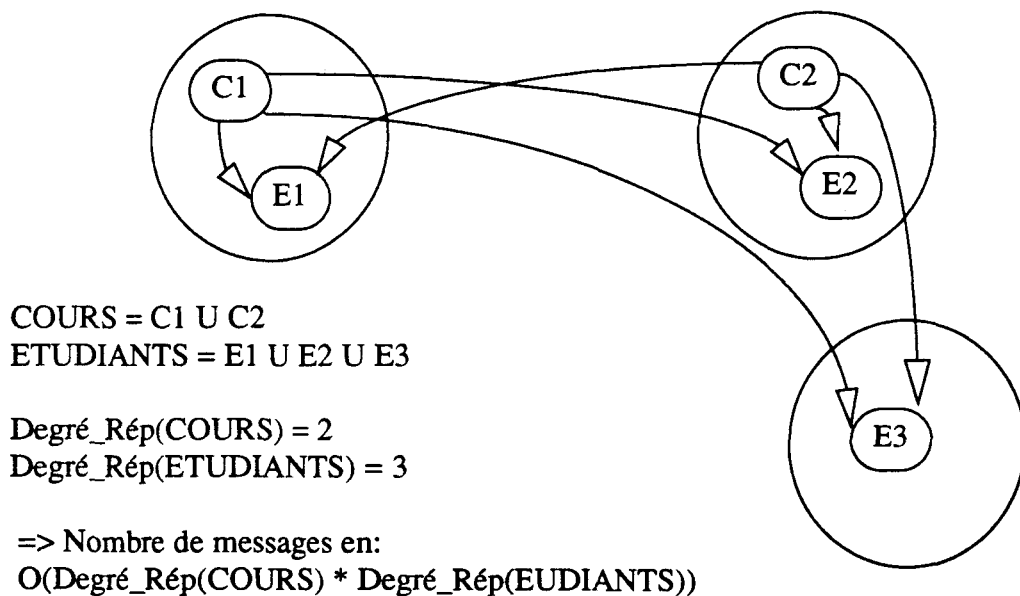 C1
C2
E1
E2
E3
COURS = C1 U C2
ETUDIANTS = E1 U E2 U E3
Degré_Rép(COURS) = 2
Degré_Rép(ETUDIANTS) = 3
=> Nombre de messages en:
O(Degré_Rép(COURS) * Degré_Rép(EUDIANTS))